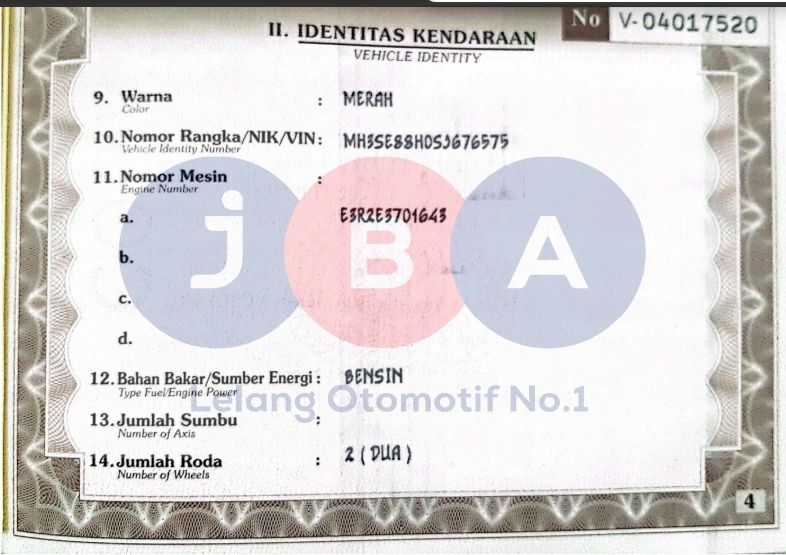 No V-04017520
II. IDENTITAS KENDARAAN
VEHICLE IDENTITY
9. Warna : MERAH
Color
10. Nomor Rangka/NIK/VIN: MH3SE88H0SJ676575
Vehicle Identity Number
11. Nomor Mesin :
Engine Number
a. E3R2E3701643
b.
c.
d.
JBA
12. Bahan Bakar/Sumber Energi : BENSIN
Type Fuel/Engine Power
Lelang Otomotif No.1
13. Jumlah Sumbu :
Number of Axis
14. Jumlah Roda : 2 ( DUA )
Number of Wheels
4